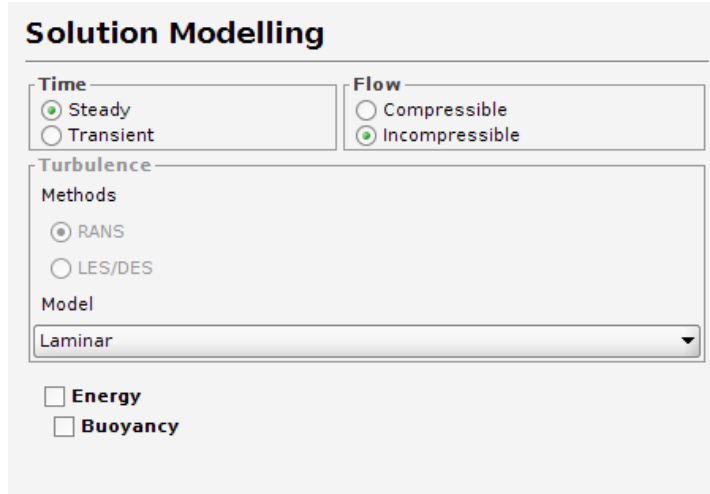 Solution Modelling
Time
Steady
Transient
Flow
Compressible
Incompressible
Turbulence
Methods
RANS
LES/DES
Model
Laminar
Energy
Buoyancy